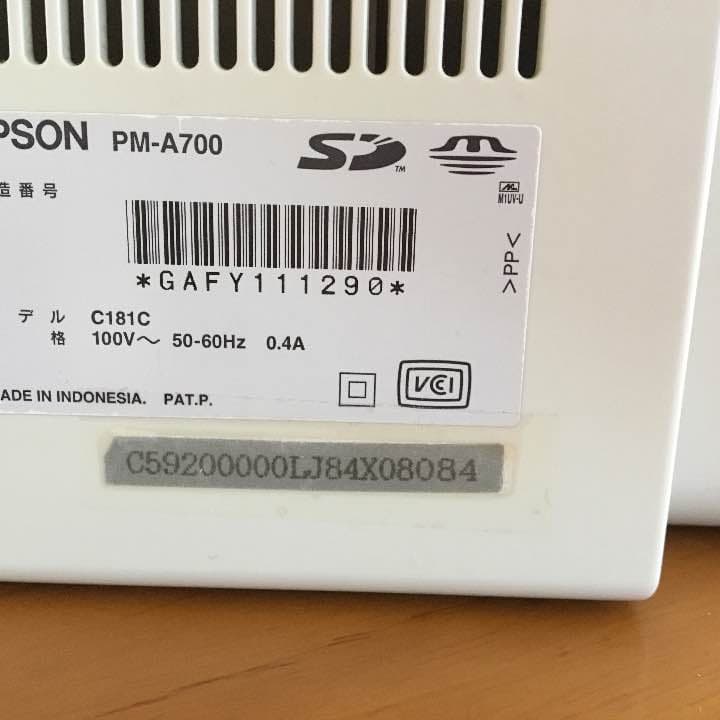 PSON PM-A700 SD TM
造番号
M1UV-U
*GAFY111290*
>PP<
デル C181C
格 100V～ 50-60Hz 0.4A
VCI
ADE IN INDONESIA. PAT.P.
C59200000LJ84X08084